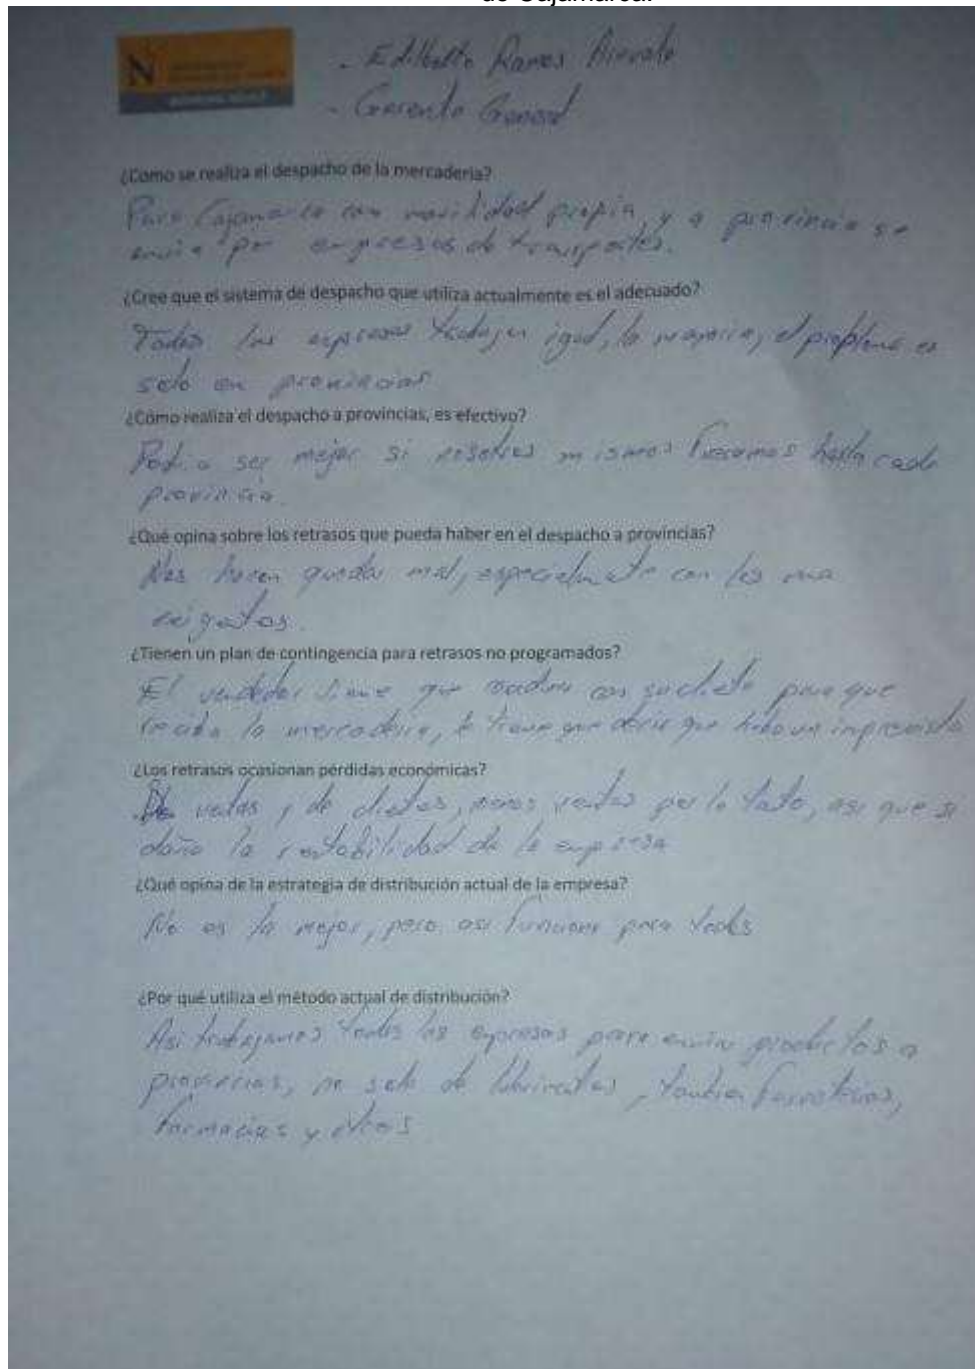 de Cajamarca.
N
- Edilberto Ramos
- Gerente General
¿Como se realiza el despacho de la mercaderia?
Para Cajamarca con movilidad propia, y a provincia se
envia por empresas de transportes.
¿Cree que el sistema de despacho que utiliza actualmente es el adecuado?
Todas las empresas trabajan igual, la mayoria, el problema es
solo en provincias
¿Cómo realiza el despacho a provincias, es efectivo?
Podria ser mejor si nosotros mismos fueramos hasta cada
provincia.
¿Qué opina sobre los retrasos que pueda haber en el despacho a provincias?
Nos hacen quedar mal, especialmente con los mas
exigentes.
¿Tienen un plan de contingencia para retrasos no programados?
El vendedor tiene que con su cliente para que
reciba la mercaderia, le tiene que decir que hubo un imprevisto
¿Los retrasos ocasionan pérdidas económicas?
De ventas y de clientes, menos ventas por lo tanto, asi que si
daña la rentabilidad de la empresa
¿Qué opina de la estrategia de distribución actual de la empresa?
No es la mejor, pero asi funciona para todos
¿Por qué utiliza el método actual de distribución?
Asi trabajamos todas las empresas para enviar productos a
provincias, no solo de lubricantes, tambien ferreterias,
farmacias y otros